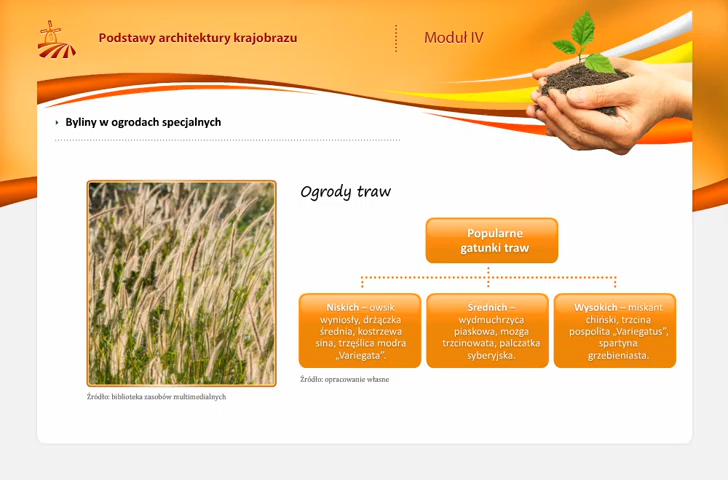 Podstawy architektury krajobrazu
Moduł IV
Byliny w ogrodach specjalnych
Ogrody traw
Popularne
gatunki traw
Niskich – owsik
wyniosły, drżączka
średnia, kostrzewa
sina, trzęślica modra
„Variegata”.
Średnich –
wydmuchrzyca
piaskowa, mozga
trzcinowata, palczatka
syberyjska.
Wysokich – miskant
chiński, trzcina
pospolita „Variegatus”,
spartyna
grzebieniasta.
Źródło: opracowanie własne
Źródło: biblioteka zasobów multimedialnych